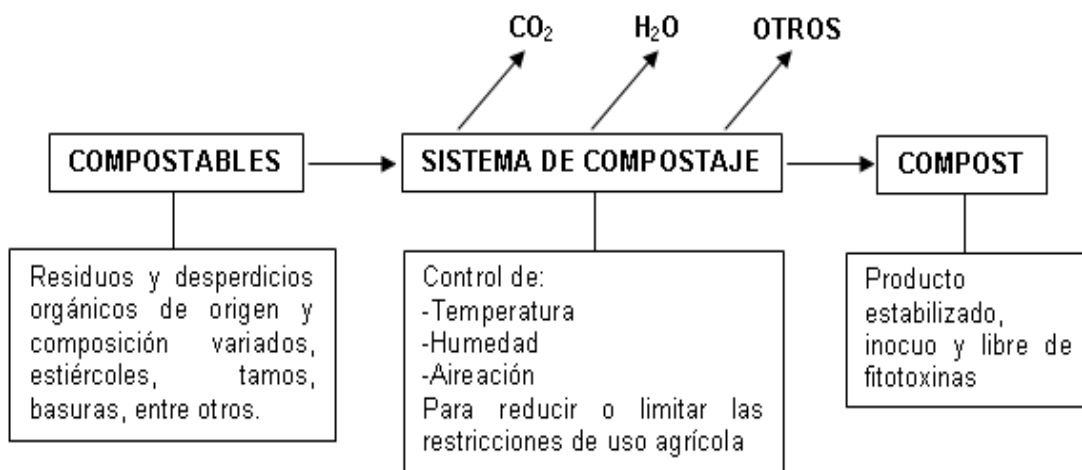 CO₂
H₂O
OTROS
COMPOSTABLES
SISTEMA DE COMPOSTAJE
COMPOST
Residuos y desperdicios
orgánicos de origen y
composición variados,
estiércoles, tamos,
basuras, entre otros.
Control de:
-Temperatura
-Humedad
-Aireación
Para reducir o limitar las
restricciones de uso agrícola
Producto
estabilizado,
inocuo y libre de
fitotoxinas